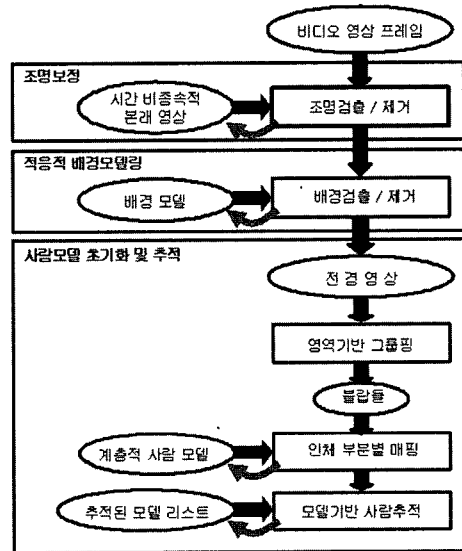 비디오 영상 프레임
조명보정
시간 비종속적
본래 영상
조명검출 / 제거
적응적 배경모델링
배경 모델
배경검출 / 제거
사람모델 초기화 및 추적
전경 영상
영역기반 그룹핑
블랍들
계층적 사람 모델
인체 부분별 매핑
추적된 모델 리스트
모델기반 사람추적